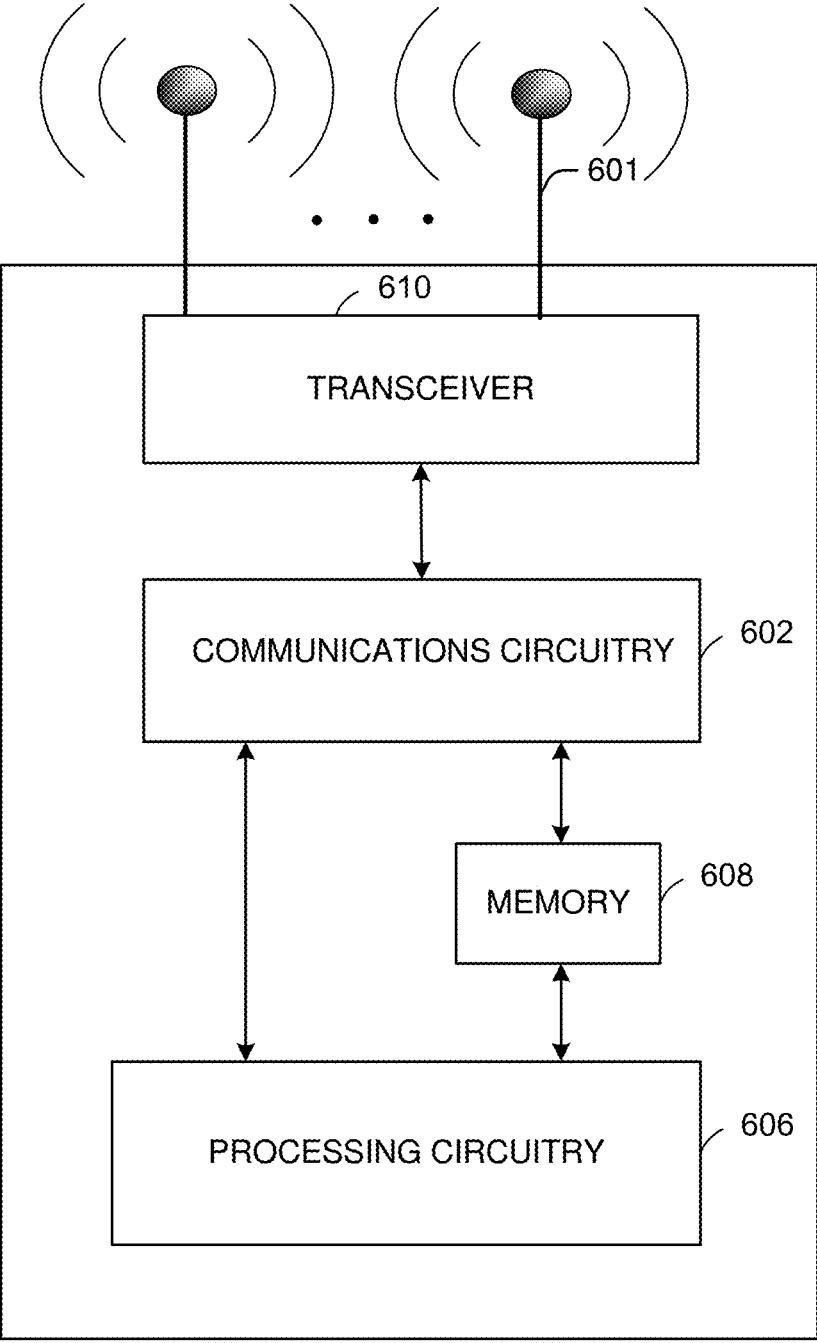 601
610
TRANSCEIVER
COMMUNICATIONS CIRCUITRY
602
MEMORY
608
PROCESSING CIRCUITRY
606